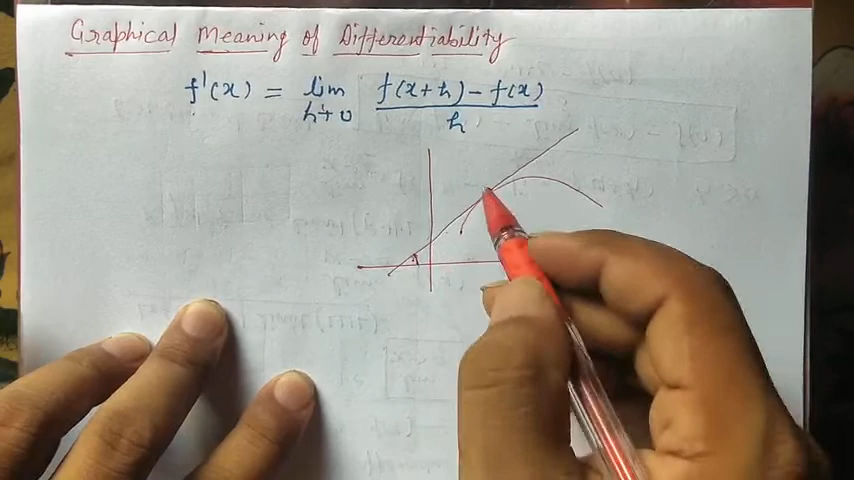 Graphical Meaning of Differentiability
f'(x) = lim f(x+h)-f(x)
h→0 h